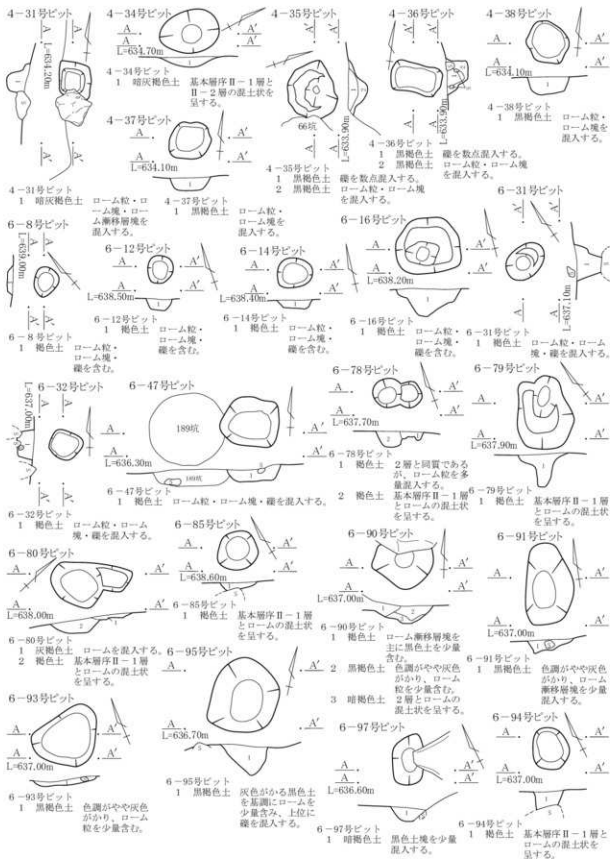 4－31号ピット
A
A'
L=634.20m
4－31号ピット
1 暗灰褐色土 ローム粒・ロ
ーム塊・ロー
ム漸移層塊を
混入する。
4－34号ピット
A A'
A A'
L=634.70m
4－34号ピット
1 暗灰褐色土 基本層序Ⅱ－1層と
Ⅱ－2層の混土状を
呈する。
4－37号ピット
A A'
A A'
L=634.10m
4－37号ピット
1 黒褐色土 ローム粒・
ローム塊を
混入する。
4－35号ピット
A
A'
66坑
L=633.90m
4－35号ピット
1 黒褐色土 礫を数点混入する。
2 黒褐色土 ローム粒・ローム塊
を混入する。
4－36号ピット
A
A'
L=633.90m
4－36号ピット
1 黒褐色土 礫を数点混入する。
2 黒褐色土 ローム粒・ローム塊
を混入する。
4－38号ピット
A A'
A A'
L=634.10m
4－38号ピット
1 黒褐色土 ローム粒・
ローム塊を
混入する。
6－8号ピット
L=639.00m
A
A'
6－8号ピット
1 褐色土 ローム粒・
ローム塊・
礫を含む。
6－12号ピット
A A'
A A'
L=638.50m
6－12号ピット
1 褐色土 ローム粒・
ローム塊・
礫を含む。
6－14号ピット
A A'
A A'
L=638.40m
6－14号ピット
1 褐色土 ローム粒・
ローム塊・
礫を含む。
6－16号ピット
A A'
A A'
L=638.20m
6－16号ピット
1 褐色土 ローム粒・
ローム塊・
礫を含む。
6－31号ピット
A'
A
L=637.10m
6－31号ピット
1 褐色土 ローム粒・ロー
ム塊・礫を混入する。
6－32号ピット
L=637.00m
A
A'
6－32号ピット
1 褐色土 ローム粒・ローム
塊・礫を混入する。
6－47号ピット
189坑
A A'
A A'
L=636.30m
189坑
6－47号ピット
1 褐色土 ローム粒・ローム塊・礫を混入する。
6－78号ピット
A A'
A A'
L=637.70m
6－78号ピット
1 褐色土 2層と同質である
が、ローム粒を多
量混入する。
2 褐色土 基本層序Ⅱ－1層
とロームの混土状
を呈する。
6－79号ピット
A A'
A A'
L=637.90m
6－79号ピット
1 褐色土 基本層序Ⅱ－1層
とロームの混土状
を呈する。
6－80号ピット
A A'
A A'
L=638.00m
6－80号ピット
1 灰褐色土 ロームを混入する。
2 褐色土 基本層序Ⅱ－1層
とロームの混土状
を呈する。
6－85号ピット
A A'
A A'
L=638.60m
6－85号ピット
1 褐色土 基本層序Ⅱ－1層
とロームの混土状
を呈する。
6－90号ピット
A A'
A A'
L=637.00m
6－90号ピット
1 褐色土 ローム漸移層塊を
主に黒色土を少量
含む。
2 黒褐色土 色調がやや灰色
がかり、ローム
粒を少量含む。
3 暗褐色土 2層とロームの
混土状を呈する。
6－91号ピット
A A'
A A'
L=637.00m
6－91号ピット
1 黒褐色土 色調がやや灰色
がかり、ローム
漸移層塊を少量
混入する。
6－93号ピット
A A'
A A'
L=637.00m
6－93号ピット
1 黒褐色土 色調がやや灰色
がかり、ローム
粒を少量含む。
6－95号ピット
A A'
A A'
L=636.70m
6－95号ピット
1 黒褐色土 灰色がかる黒色土
を基調にロームを
少量含み、上位に
礫を混入する。
6－97号ピット
A A'
A A'
L=636.60m
6－97号ピット
1 暗褐色土 黒色土塊を少量
混入する。
6－94号ピット
A A'
A A'
L=637.00m
6－94号ピット
1 褐色土 基本層序Ⅱ－1層と
ロームの混土状を呈
する。